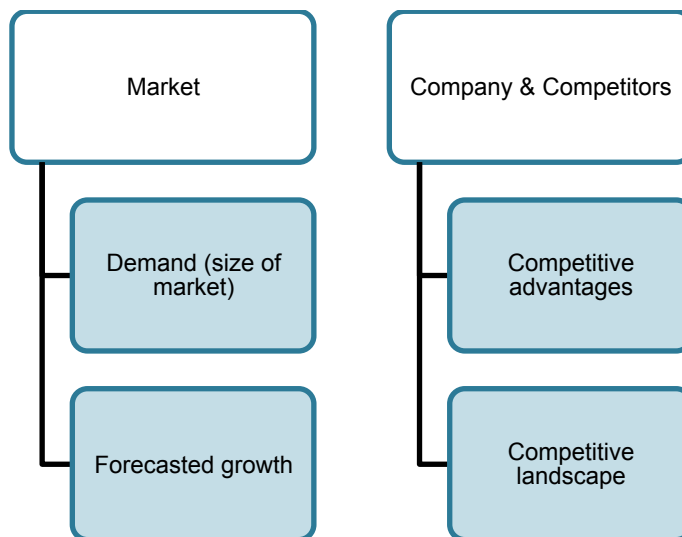 Market
Demand (size of
market)
Forecasted growth
Company & Competitors
Competitive
advantages
Competitive
landscape